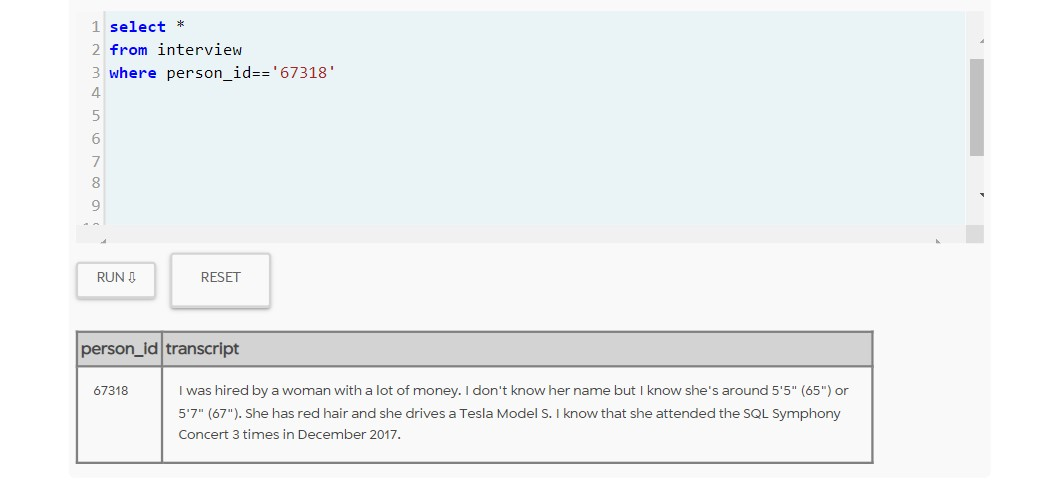 1 select *
2 from interview
3 where person_id=='67318'
4
5
6
7
8
9
RUN ⇩ RESET
person_id transcript
67318 I was hired by a woman with a lot of money. I don't know her name but I know she's around 5'5" (65") or
5'7" (67"). She has red hair and she drives a Tesla Model S. I know that she attended the SQL Symphony
Concert 3 times in December 2017.